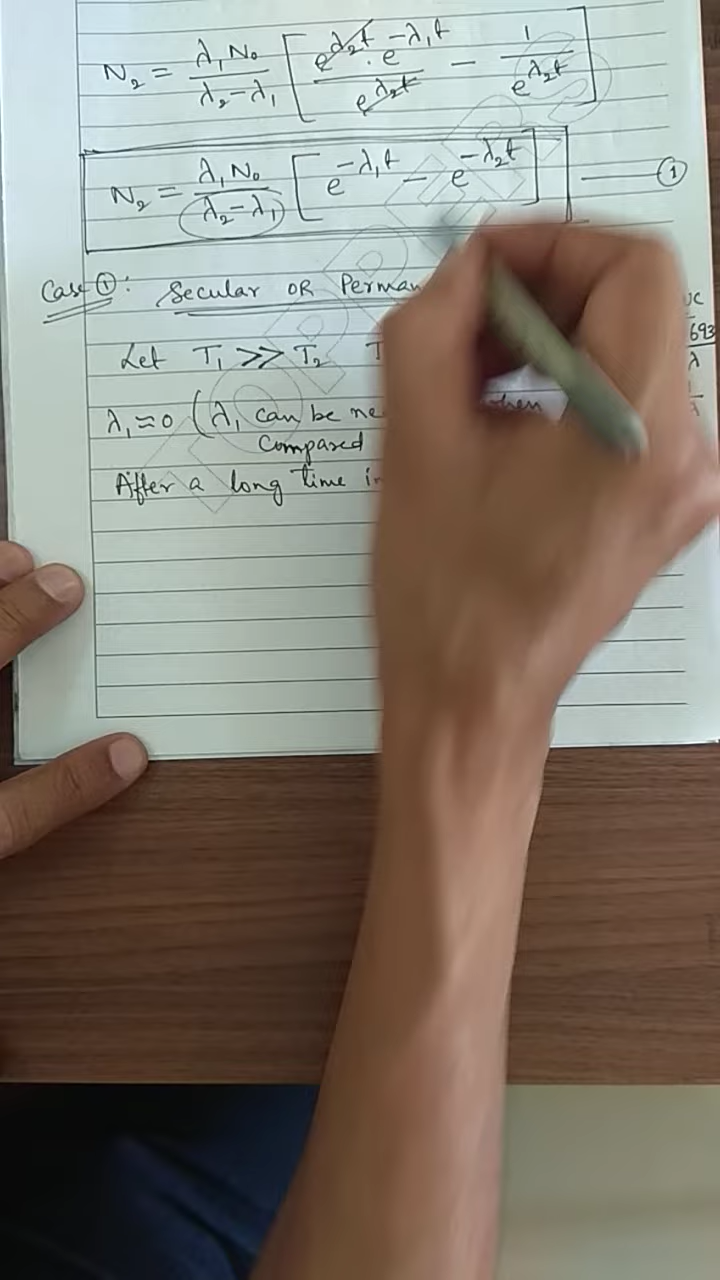 N₂ = λ₁N₀ / λ₂-λ₁ [ e^λ₂t . e^-λ₁t / e^λ₂t - 1 / e^λ₂t ]
N₂ = λ₁N₀ / λ₂-λ₁ [ e^-λ₁t - e^-λ₂t ] — ①
Case ①: Secular OR Perman
Let T₁ >> T₂ T
693
λ
λ₁ ≈ 0 ( λ₁ can be ne
Compared
After a long time